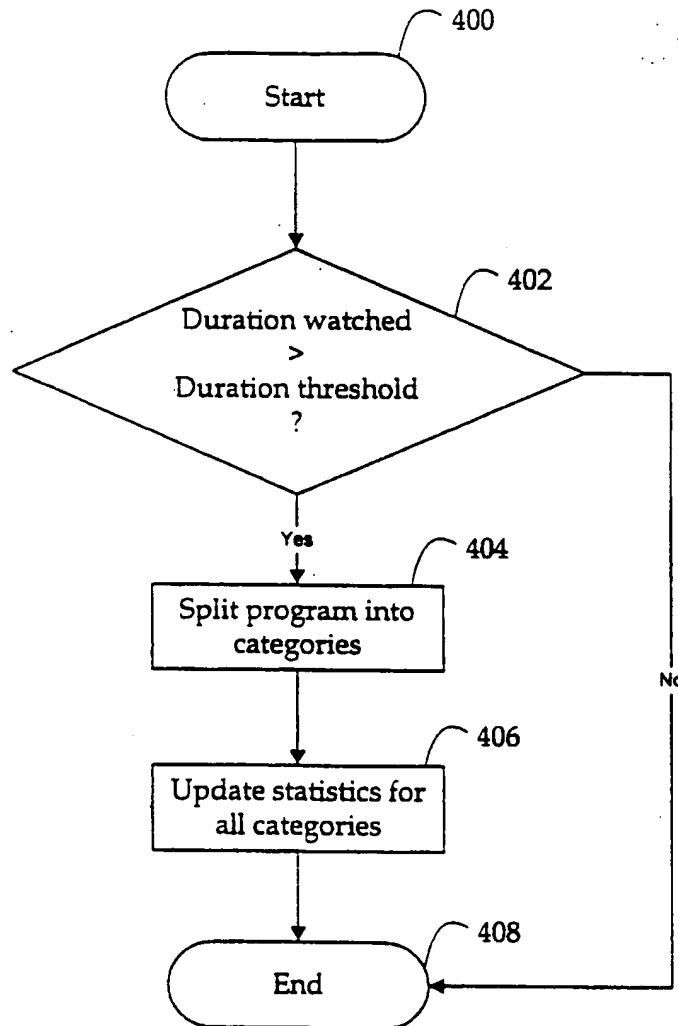 400
Start
402
Duration watched
>
Duration threshold
?
Yes
404
Split program into
categories
No
406
Update statistics for
all categories
408
End